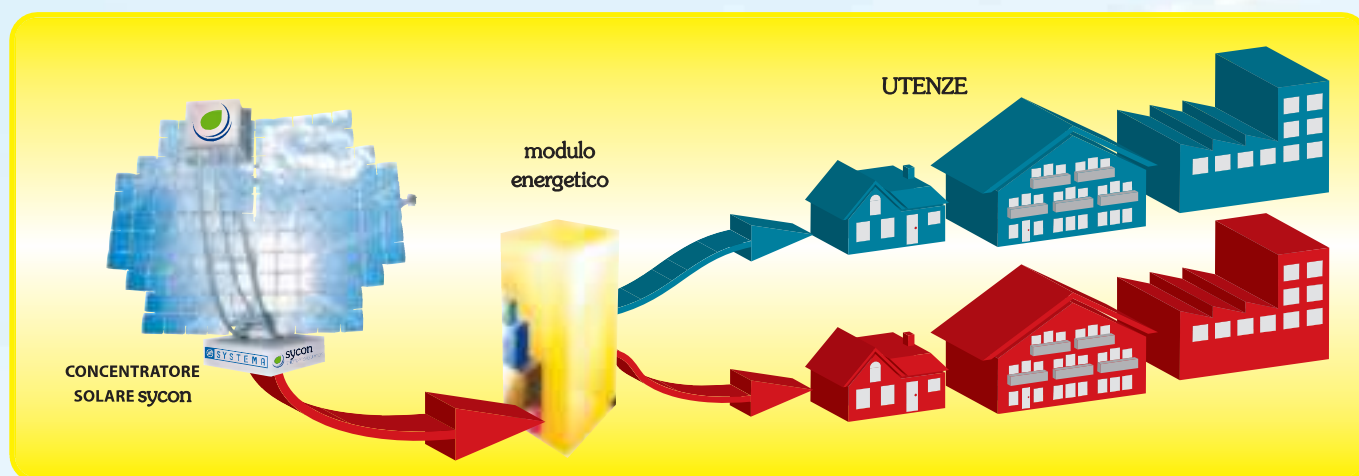 UTENZE
modulo
energetico
SYSTEMA
sycon
CONCENTRATORE
SOLARE sycon